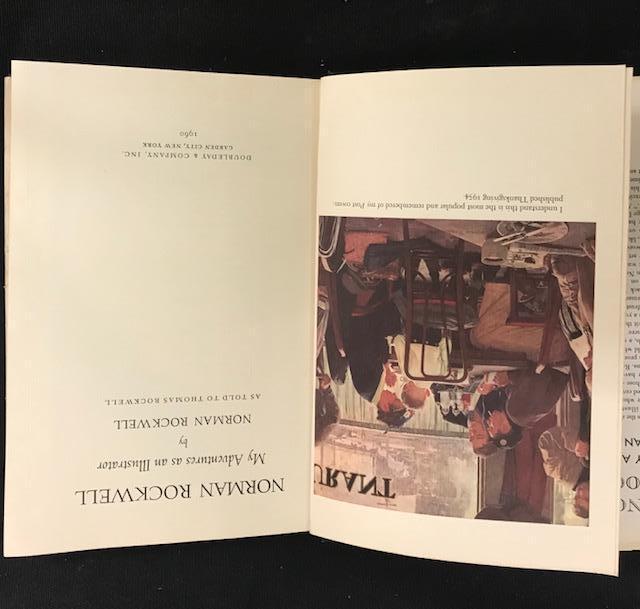 URANT
I understand this is the most popular and remembered of my Post covers:
published Thanksgiving 1954.
NORMAN ROCKWELL
My Adventures as an Illustrator
by
NORMAN ROCKWELL
AS TOLD TO THOMAS ROCKWELL
DOUBLEDAY & COMPANY, INC.
GARDEN CITY, NEW YORK
1960